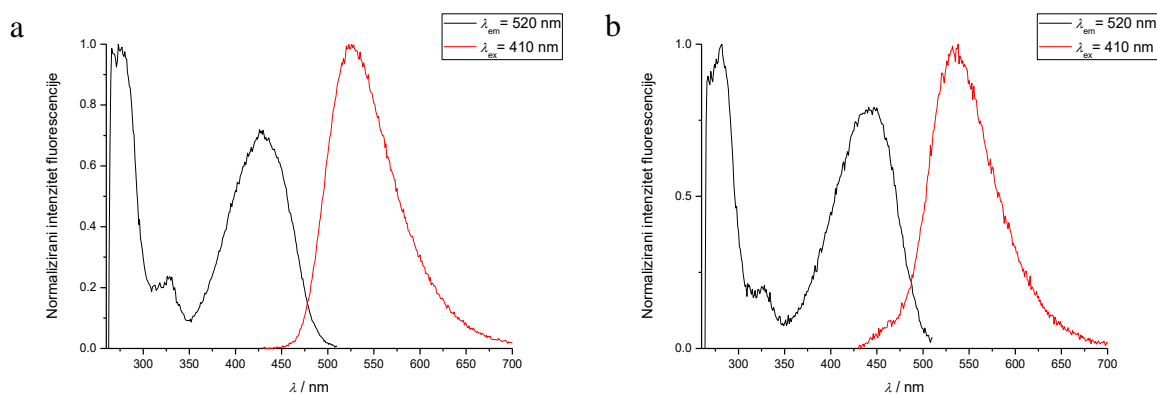 a
λem= 520 nm
λex= 410 nm
Normalizirani intenzitet fluorescencije
1.0
0.8
0.6
0.4
0.2
0.0
300 350 400 450 500 550 600 650 700
λ / nm
b
λem= 520 nm
λex= 410 nm
Normalizirani intenzitet fluorescencije
1.0
0.5
0.0
300 350 400 450 500 550 600 650 700
λ / nm